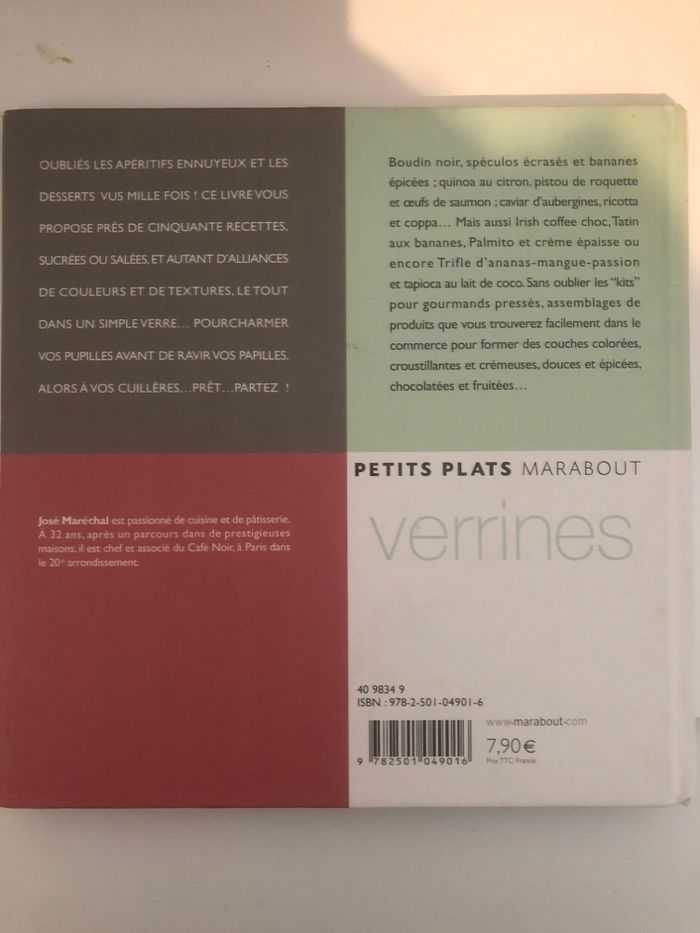 OUBLIÉS LES APÉRITIFS ENNUYEUX ET LES
DESSERTS VUS MILLE FOIS ! CE LIVRE VOUS
PROPOSE PRÈS DE CINQUANTE RECETTES,
SUCRÉES OU SALÉES, ET AUTANT D'ALLIANCES
DE COULEURS ET DE TEXTURES, LE TOUT
DANS UN SIMPLE VERRE... POUR CHARMER
VOS PUPILLES AVANT DE RAVIR VOS PAPILLES.
ALORS À VOS CUILLÈRES...PRÊT...PARTEZ !
Boudin noir, spéculos écrasés et bananes
épicées ; quinoa au citron, pistou de roquette
et œufs de saumon ; caviar d'aubergines, ricotta
et coppa... Mais aussi Irish coffee choc, Tatin
aux bananes, Palmito et crème épaisse ou
encore Trifle d'ananas-mangue-passion
et tapioca au lait de coco. Sans oublier les "kits"
pour gourmands pressés, assemblages de
produits que vous trouverez facilement dans le
commerce pour former des couches colorées,
croustillantes et crémeuses, douces et épicées,
chocolatées et fruitées...
José Maréchal est passionné de cuisine et de pâtisserie.
À 32 ans, après un parcours dans de prestigieuses
maisons, il est chef et associé du Café Noir, à Paris dans
le 20e arrondissement.
PETITS PLATS MARABOUT
verrines
40 9834 9
ISBN : 978-2-501-04901-6
www.marabout.com
7,90 €
Prix TTC France
9 782501 049016